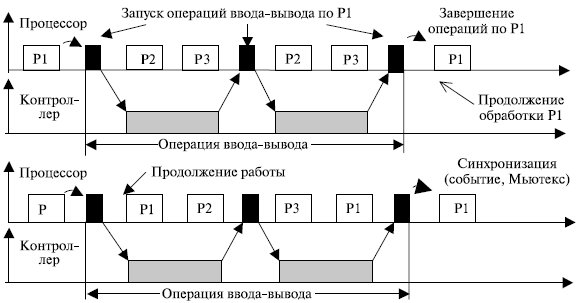 Процессор
Запуск операций ввода-вывода по P1
Завершение
операций по P1
P1
P2
P3
P2
P3
P1
Контрол-
лер
Продолжение
обработки P1
Операция ввода-вывода
Процессор
Продолжение работы
Синхронизация
(событие, Мьютекс)
P
P1
P2
P3
P1
P1
Контрол-
лер
Операция ввода-вывода